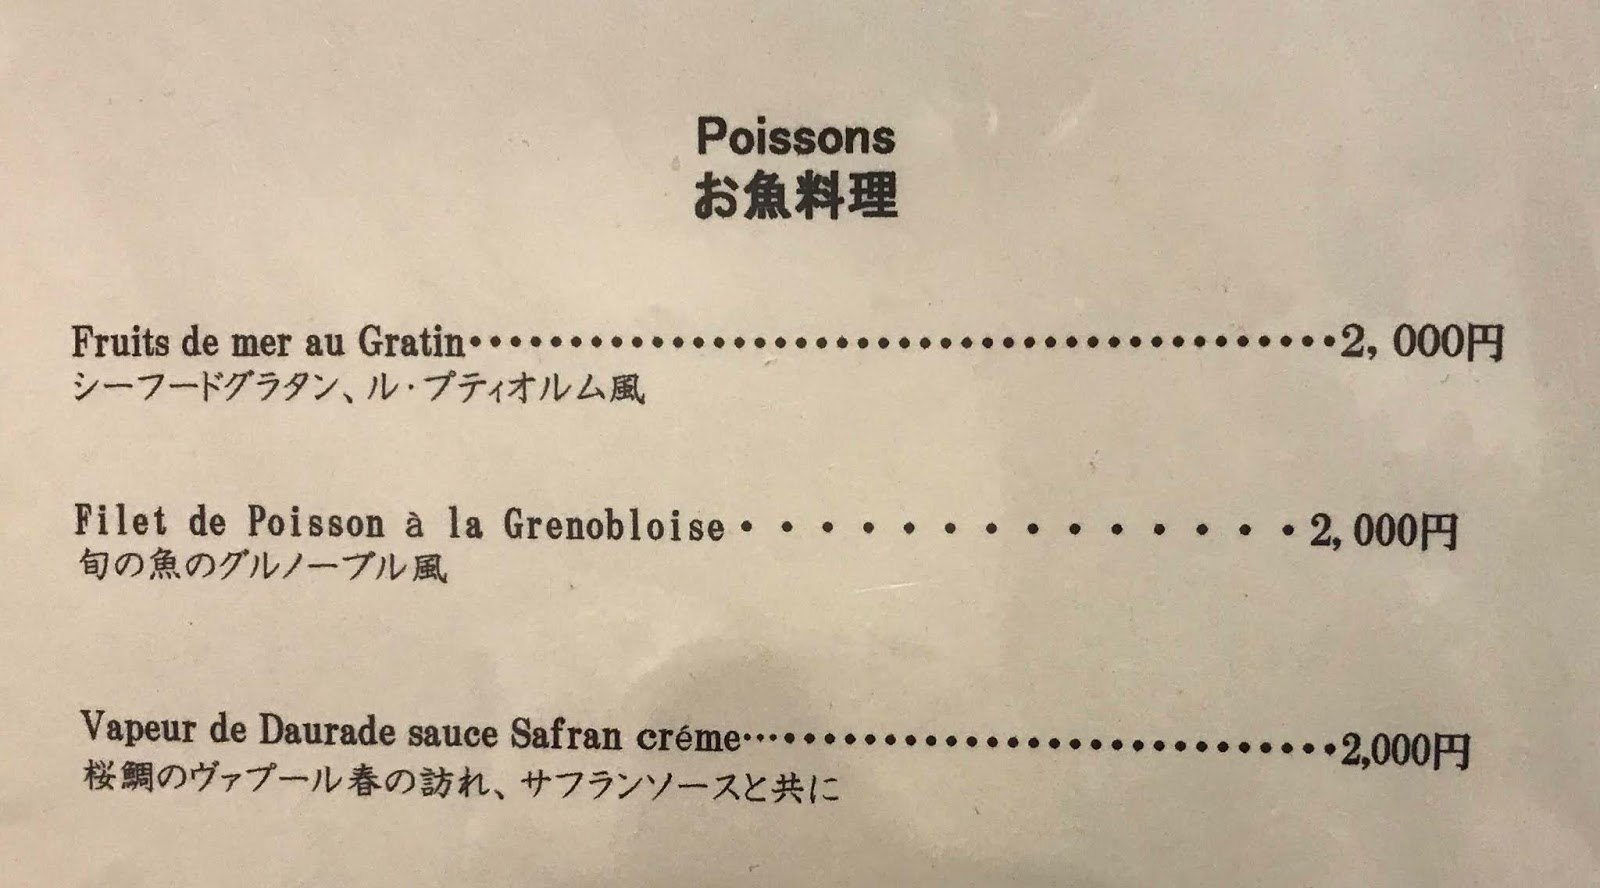 Poissons
お魚料理
Fruits de mer au Gratin・・・・・・・・・・・・・・・・・・・・・・・・・・・・・・・・・・2, 000円
シーフードグラタン、ル・プティオルム風
Filet de Poisson à la Grenobloise・・・・・・・・・・・・・・2, 000円
旬の魚のグルノーブル風
Vapeur de Daurade sauce Safran créme…・・・・・・・・・・・・・・・・・・・・・・2,000円
桜鯛のヴァプール春の訪れ、サフランソースと共に